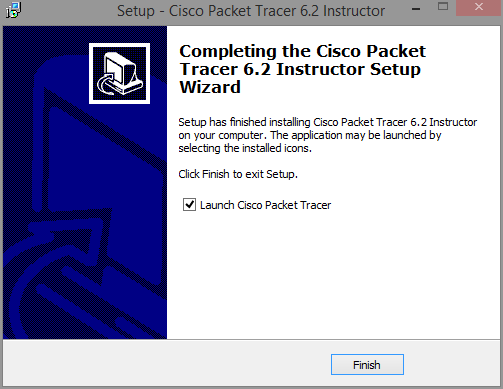 Setup - Cisco Packet Tracer 6.2 Instructor
Completing the Cisco Packet
Tracer 6.2 Instructor Setup
Wizard
Setup has finished installing Cisco Packet Tracer 6.2 Instructor
on your computer. The application may be launched by
selecting the installed icons.
Click Finish to exit Setup.
Launch Cisco Packet Tracer
Finish